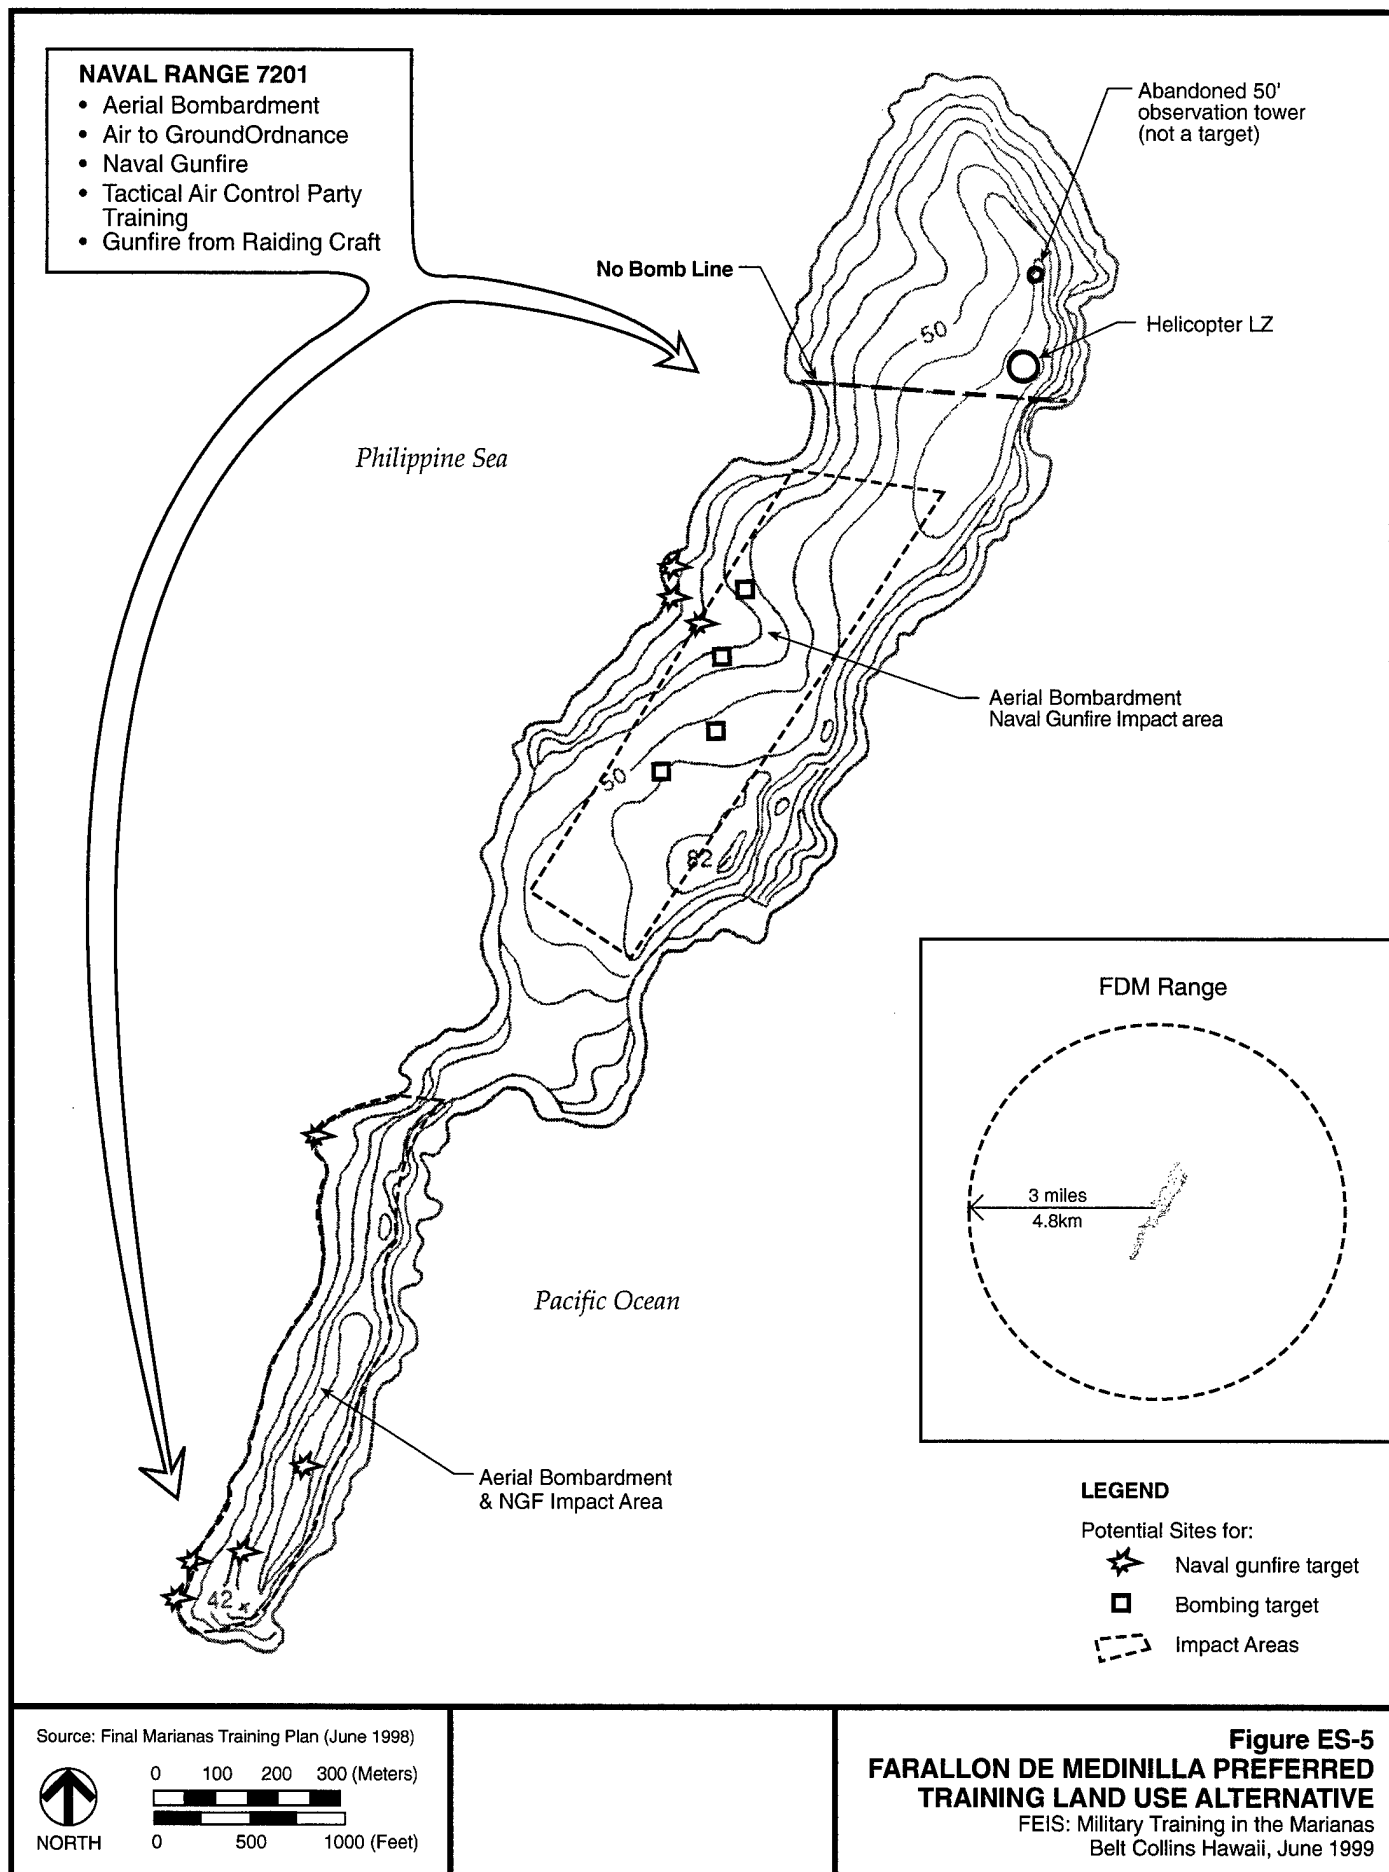 NAVAL RANGE 7201
• Aerial Bombardment
• Air to GroundOrdnance
• Naval Gunfire
• Tactical Air Control Party
Training
• Gunfire from Raiding Craft
Abandoned 50'
observation tower
(not a target)
No Bomb Line
50
Helicopter LZ
Philippine Sea
Aerial Bombardment
Naval Gunfire Impact area
50
82
FDM Range
3 miles
4.8km
Pacific Ocean
Aerial Bombardment
& NGF Impact Area
42 x
LEGEND
Potential Sites for:
Naval gunfire target
Bombing target
Impact Areas
Source: Final Marianas Training Plan (June 1998)
NORTH
0 100 200 300 (Meters)
0 500 1000 (Feet)
Figure ES-5
FARALLON DE MEDINILLA PREFERRED
TRAINING LAND USE ALTERNATIVE
FEIS: Military Training in the Marianas
Belt Collins Hawaii, June 1999